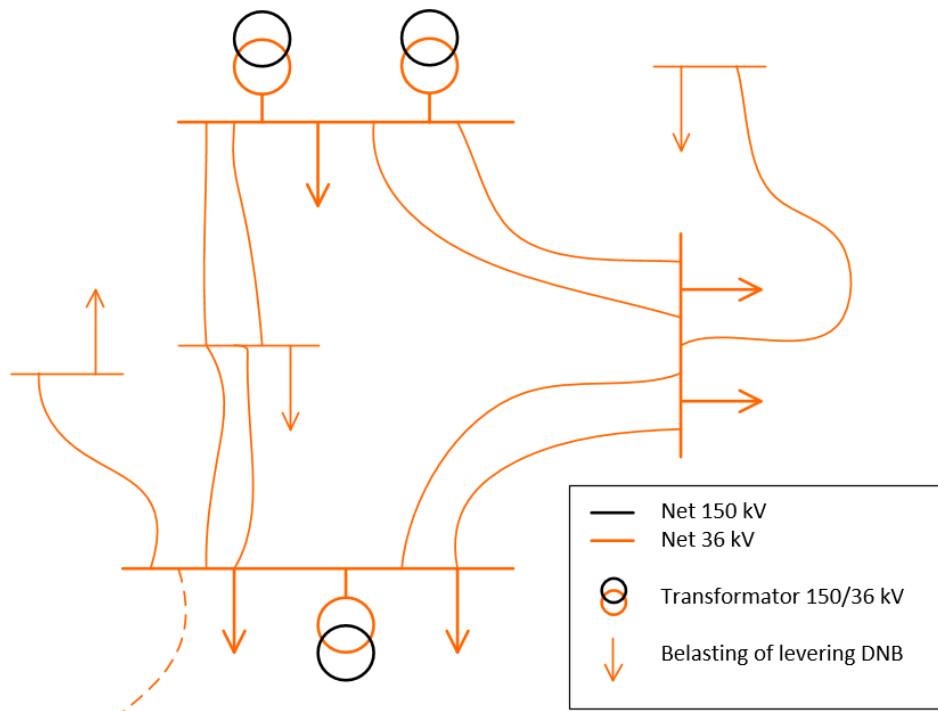 Net 150 kV
Net 36 kV
Transformator 150/36 kV
Belasting of levering DNB